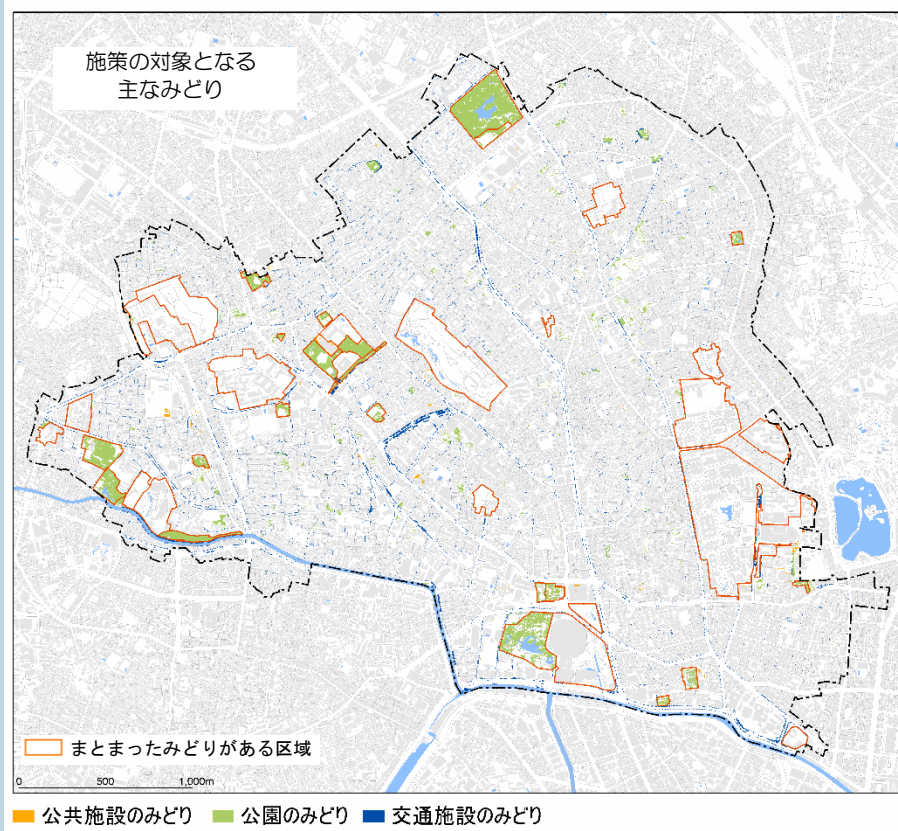 施策の対象となる
主なみどり
まとまったみどりがある区域
0 500 1,000m
公共施設のみどり 公園のみどり 交通施設のみどり